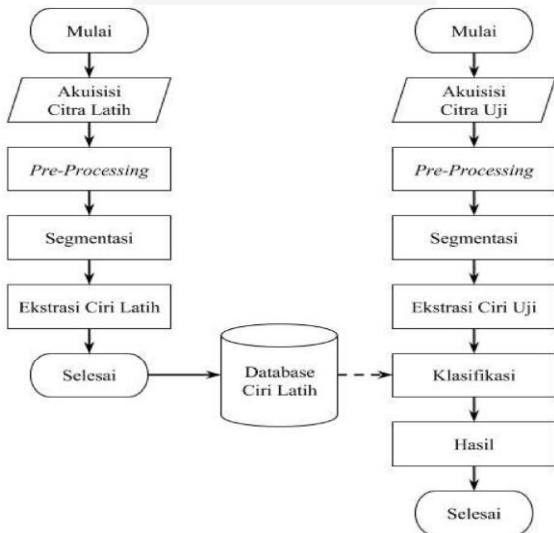 Mulai
Akuisisi
Citra Latih
Pre-Processing
Segmentasi
Ekstrasi Ciri Latih
Selesai
Database
Ciri Latih
Mulai
Akuisisi
Citra Uji
Pre-Processing
Segmentasi
Ekstrasi Ciri Uji
Klasifikasi
Hasil
Selesai